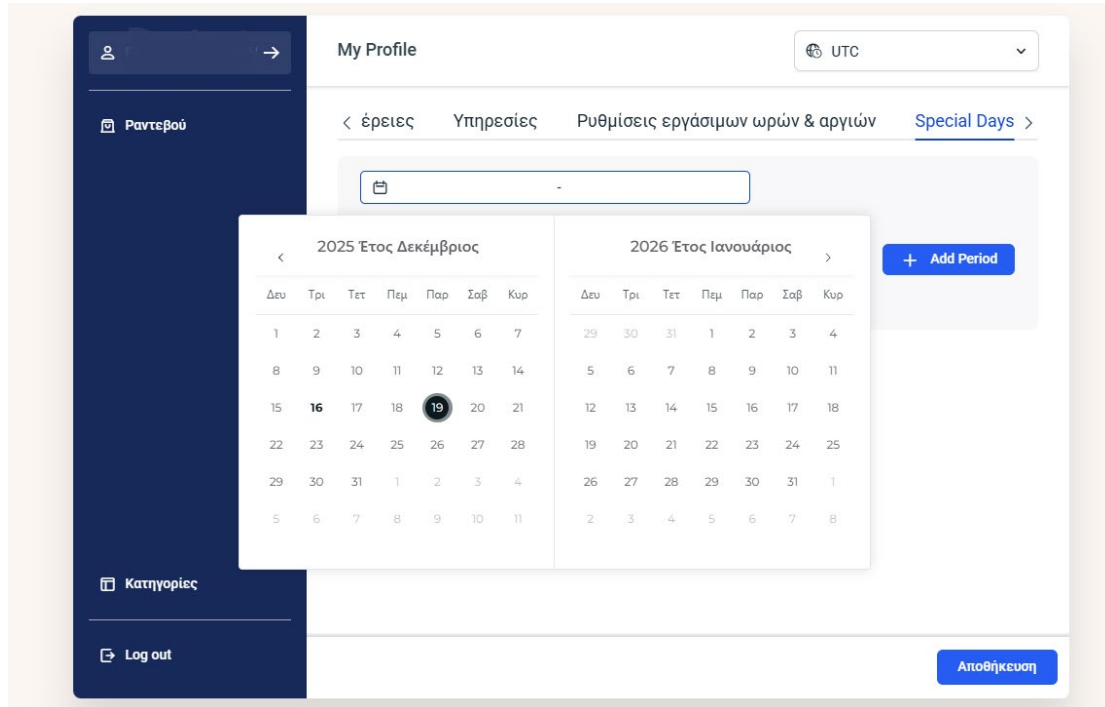 My Profile
UTC
Ραντεβού
έρειες Υπηρεσίες Ρυθμίσεις εργάσιμων ωρών & αργιών Special Days
-
2025 Έτος Δεκέμβριος
Δευ Τρι Τετ Πεμ Παρ Σαβ Κυρ
1 2 3 4 5 6 7
8 9 10 11 12 13 14
15 16 17 18 19 20 21
22 23 24 25 26 27 28
29 30 31 1 2 3 4
5 6 7 8 9 10 11
2026 Έτος Ιανουάριος
Δευ Τρι Τετ Πεμ Παρ Σαβ Κυρ
29 30 31 1 2 3 4
5 6 7 8 9 10 11
12 13 14 15 16 17 18
19 20 21 22 23 24 25
26 27 28 29 30 31 1
2 3 4 5 6 7 8
+ Add Period
Κατηγορίες
Log out
Αποθήκευση